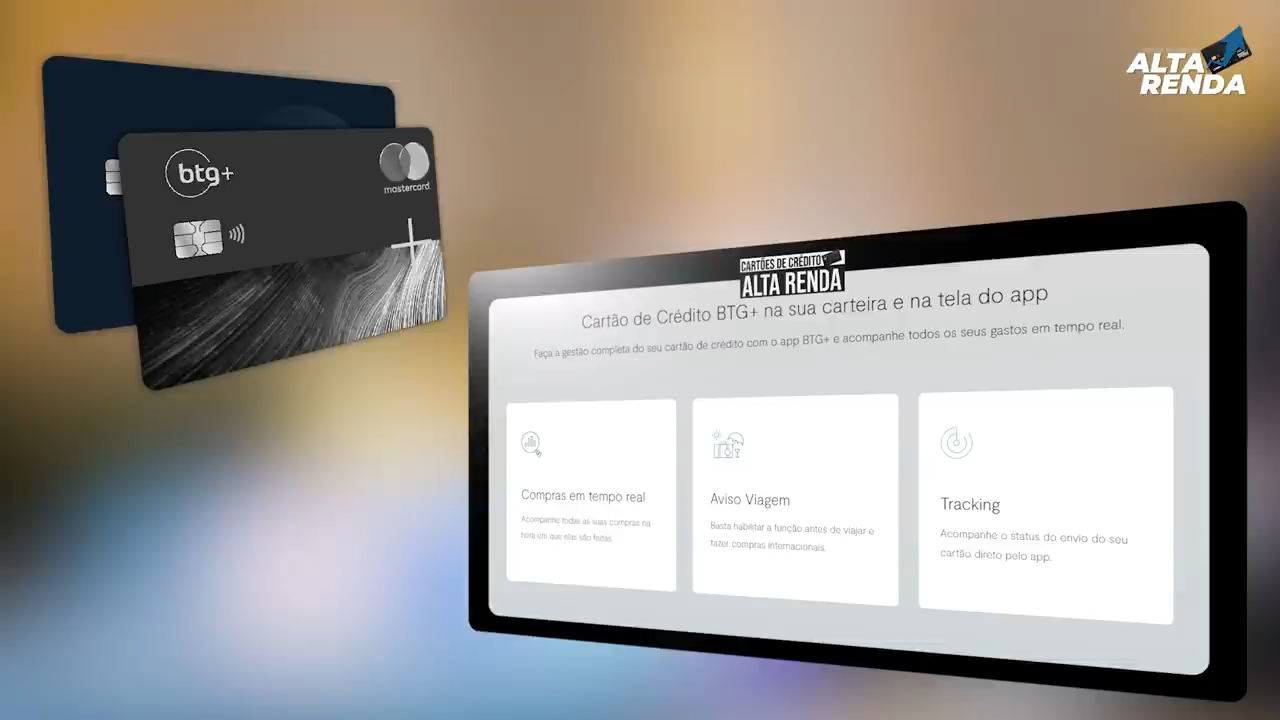 ALTA
RENDA
btg+
mastercard
CARTÕES DE CRÉDITO
ALTA RENDA
Cartão de Crédito BTG+ na sua carteira e na tela do app
Faça a gestão completa do seu cartão de crédito com o app BTG+ e acompanhe todos os seus gastos em tempo real.
Compras em tempo real
Acompanhe todas as suas compras na
hora em que elas são feitas.
Aviso Viagem
Basta habilitar a função antes de viajar e
fazer compras internacionais.
Tracking
Acompanhe o status do envio do seu
cartão direto pelo app.